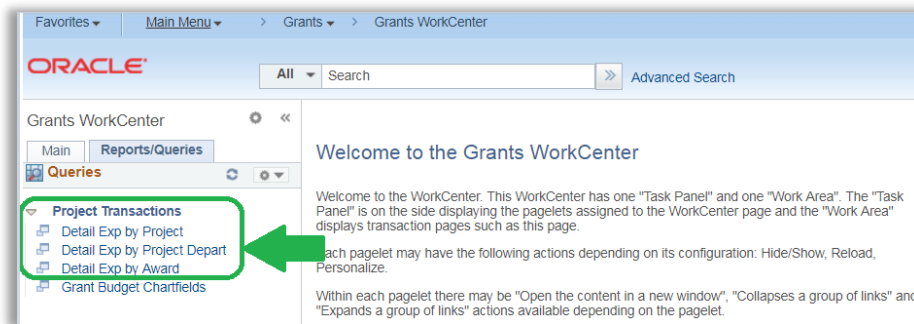 Favorites Main Menu > Grants > Grants WorkCenter
ORACLE
All Search Advanced Search
Grants WorkCenter
Main Reports/Queries
Queries
Project Transactions
Detail Exp by Project
Detail Exp by Project Depart
Detail Exp by Award
Grant Budget Chartfields
Welcome to the Grants WorkCenter
Welcome to the WorkCenter. This WorkCenter has one "Task Panel" and one "Work Area". The "Task
Panel" is on the side displaying the pagelets assigned to the WorkCenter page and the "Work Area"
displays transaction pages such as this page.
pagelet may have the following actions depending on its configuration: Hide/Show, Reload,
Personalize.
Within each pagelet there may be "Open the content in a new window", "Collapses a group of links" and
"Expands a group of links" actions available depending on the pagelet.